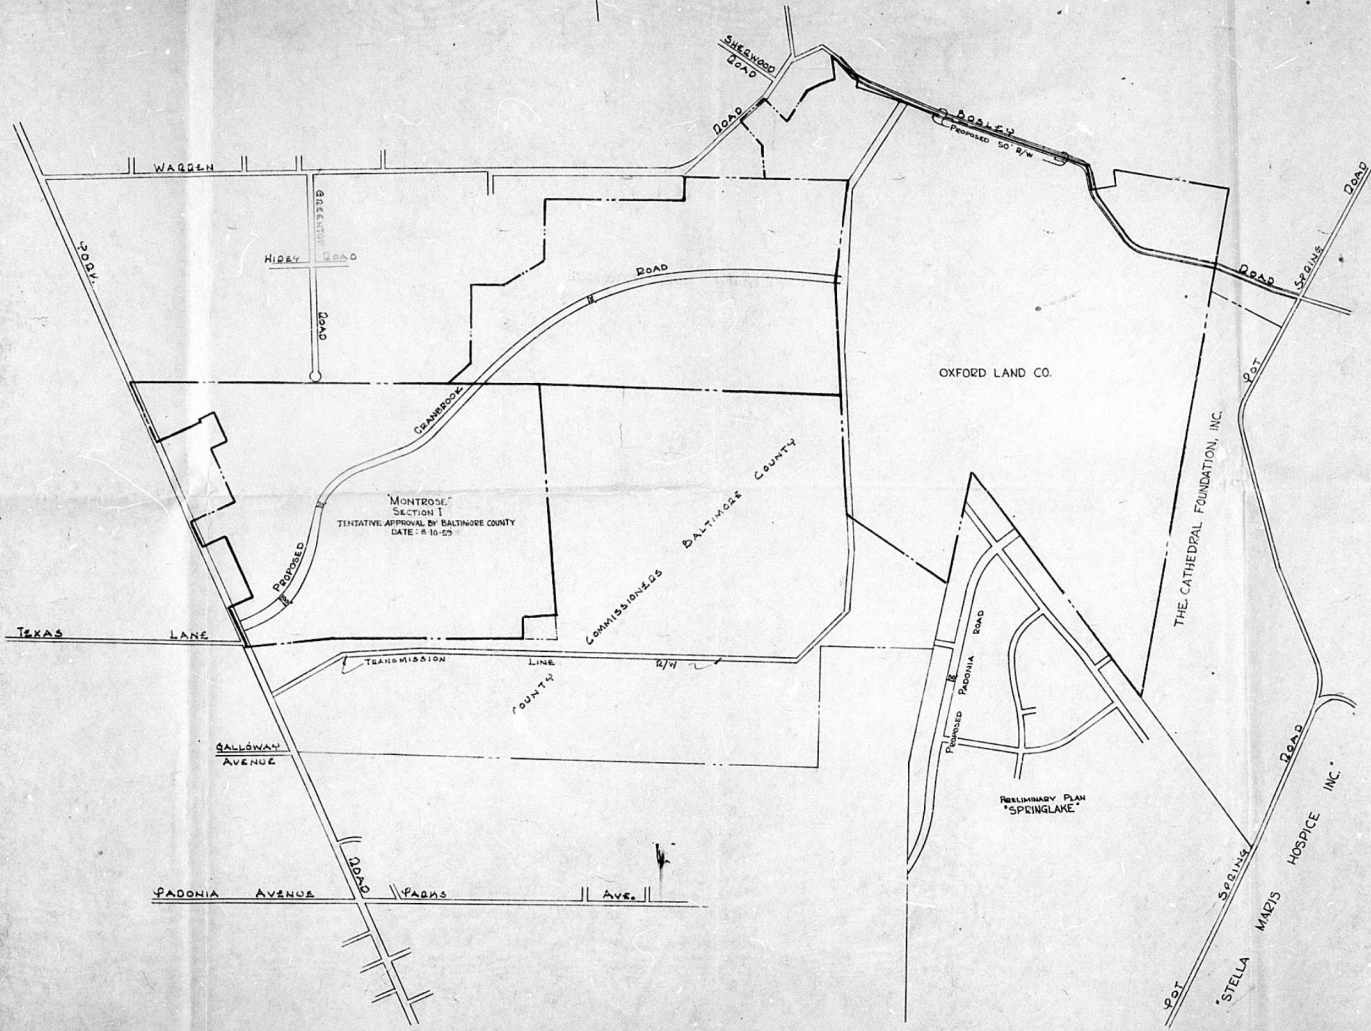 SHERWOOD
ROAD
ROAD
BOSLEY
PROPOSED 50' R/W
ROAD
WARREN
GREENTOP
HIREY ROAD
ROAD
YORK
ROAD
SPRING
ROAD
POT
CRANBROOK
OXFORD LAND CO.
THE CATHEDRAL FOUNDATION, INC.
"MONTROSE"
SECTION I
TENTATIVE APPROVAL BY BALTIMORE COUNTY
PROPOSED
COUNTY COMMISSIONERS BALTIMORE COUNTY
TEXAS LANE
TRANSMISSION LINE R/W
PROPOSED PADONIA ROAD
GALLOWAY
AVENUE
PRELIMINARY PLAN
"SPRINGLAKE"
ROAD
PADONIA AVENUE
PARKS AVE.
POT SPRING ROAD
"STELLA MARIS HOSPICE INC."